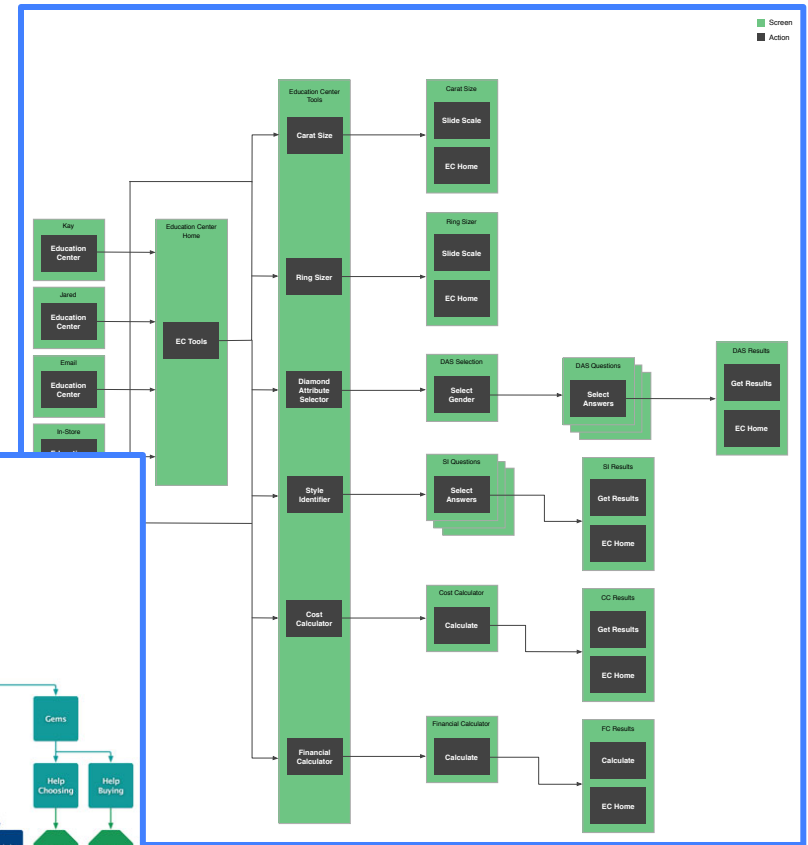 Screen
Action
Education Center
Tools
Carat Size
Ring Sizer
Diamond
Attribute
Selector
Style
Identifier
Cost
Calculator
Financial
Calculator
Carat Size
Slide Scale
EC Home
Kay
Education
Center
Jared
Education
Center
Email
Education
Center
In-Store
Education Center
Home
EC Tools
Ring Sizer
Slide Scale
EC Home
DAS Selection
Select
Gender
DAS Questions
Select
Answers
DAS Results
Get Results
EC Home
SI Questions
Select
Answers
SI Results
Get Results
EC Home
Cost Calculator
Calculate
CC Results
Get Results
EC Home
Financial Calculator
Calculate
FC Results
Calculate
EC Home
Gems
Help
Choosing
Help
Buying